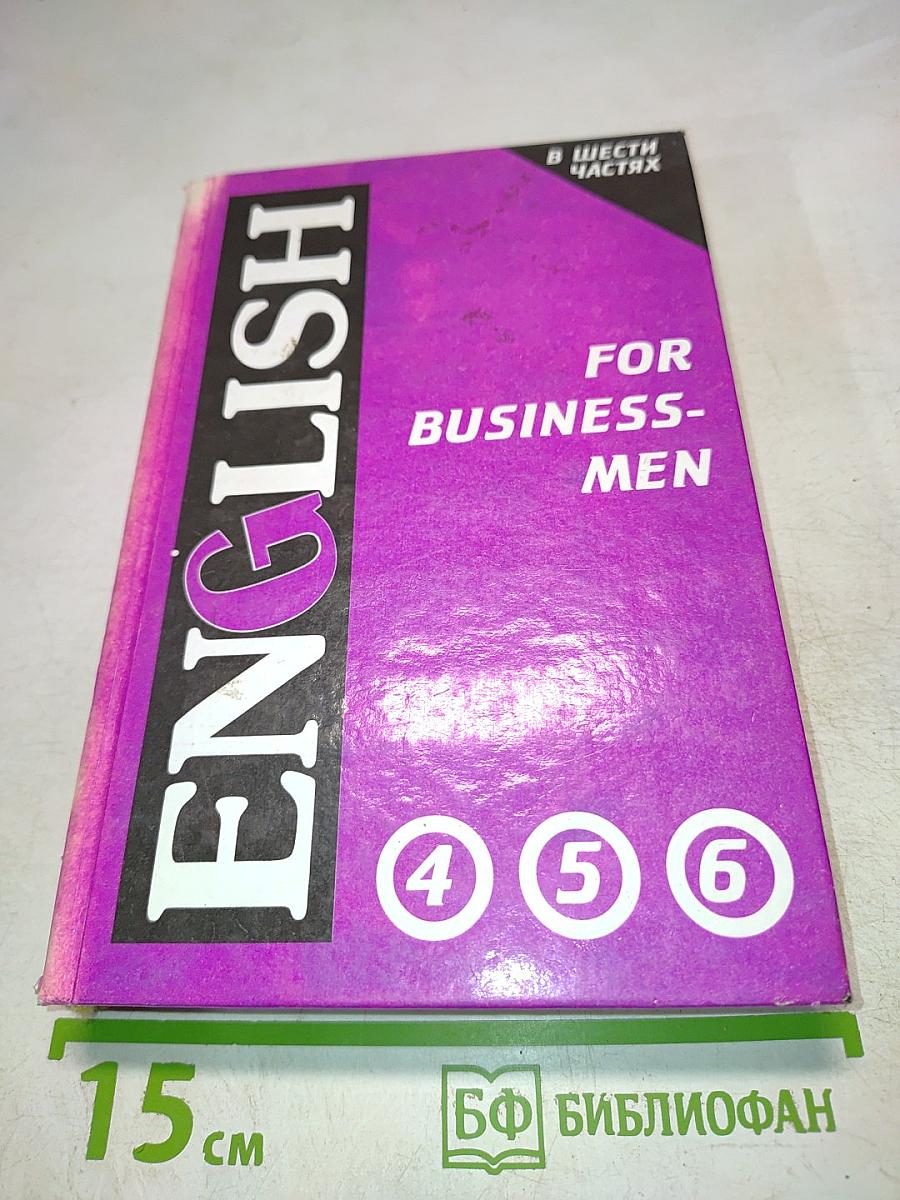 В ШЕСТИ
ЧАСТЯХ
ENGLISH
FOR
BUSINESS-
MEN
4 5 6
15 см
БФ БИБЛИОФАН